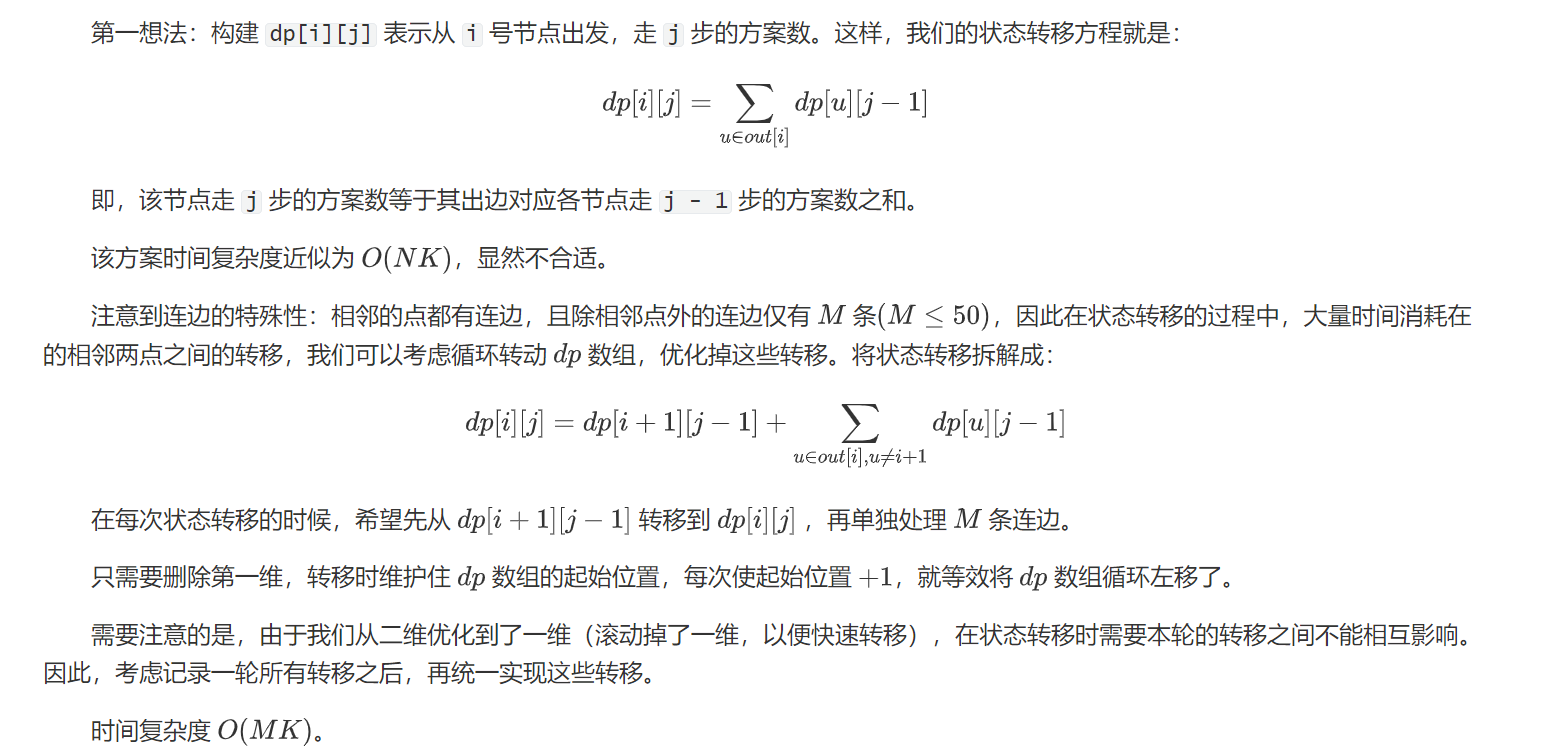 第一想法：构建 dp[i][j] 表示从 i 号节点出发，走 j 步的方案数。这样，我们的状态转移方程就是：
dp[i][j] = ∑ dp[u][j − 1]
u∈out[i]
即，该节点走 j 步的方案数等于其出边对应各节点走 j - 1 步的方案数之和。
该方案时间复杂度近似为 O(NK)，显然不合适。
注意到连边的特殊性：相邻的点都有连边，且除相邻点外的连边仅有 M 条(M ≤ 50)，因此在状态转移的过程中，大量时间消耗在
的相邻两点之间的转移，我们可以考虑循环转动 dp 数组，优化掉这些转移。将状态转移拆解成：
dp[i][j] = dp[i + 1][j − 1] + ∑ dp[u][j − 1]
u∈out[i],u≠i+1
在每次状态转移的时候，希望先从 dp[i + 1][j − 1] 转移到 dp[i][j] ，再单独处理 M 条连边。
只需要删除第一维，转移时维护住 dp 数组的起始位置，每次使起始位置 +1，就等效将 dp 数组循环左移了。
需要注意的是，由于我们从二维优化到了一维（滚动掉了一维，以便快速转移），在状态转移时需要本轮的转移之间不能相互影响。
因此，考虑记录一轮所有转移之后，再统一实现这些转移。
时间复杂度 O(MK)。